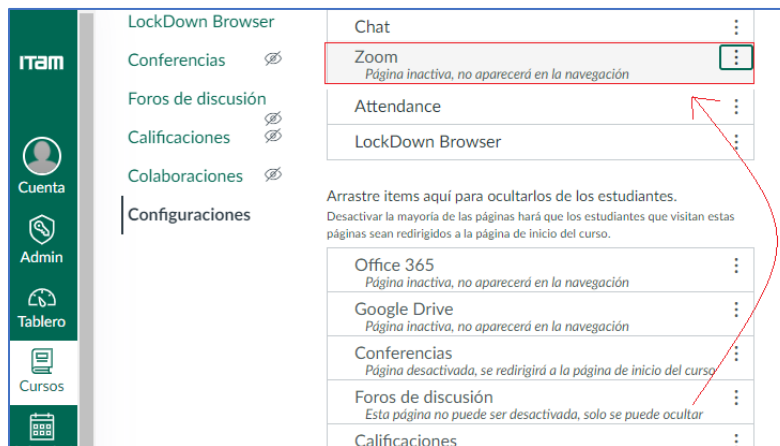 ITAM
Cuenta
Admin
Tablero
Cursos
LockDown Browser
Conferencias
Foros de discusión
Calificaciones
Colaboraciones
Configuraciones
Chat
Zoom
Página inactiva, no aparecerá en la navegación
Attendance
LockDown Browser
Arrastre items aquí para ocultarlos de los estudiantes.
Desactivar la mayoría de las páginas hará que los estudiantes que visitan estas
páginas sean redirigidos a la página de inicio del curso.
Office 365
Página inactiva, no aparecerá en la navegación
Google Drive
Página inactiva, no aparecerá en la navegación
Conferencias
Página desactivada, se redirigirá a la página de inicio del curso
Foros de discusión
Esta página no puede ser desactivada, solo se puede ocultar
Calificaciones